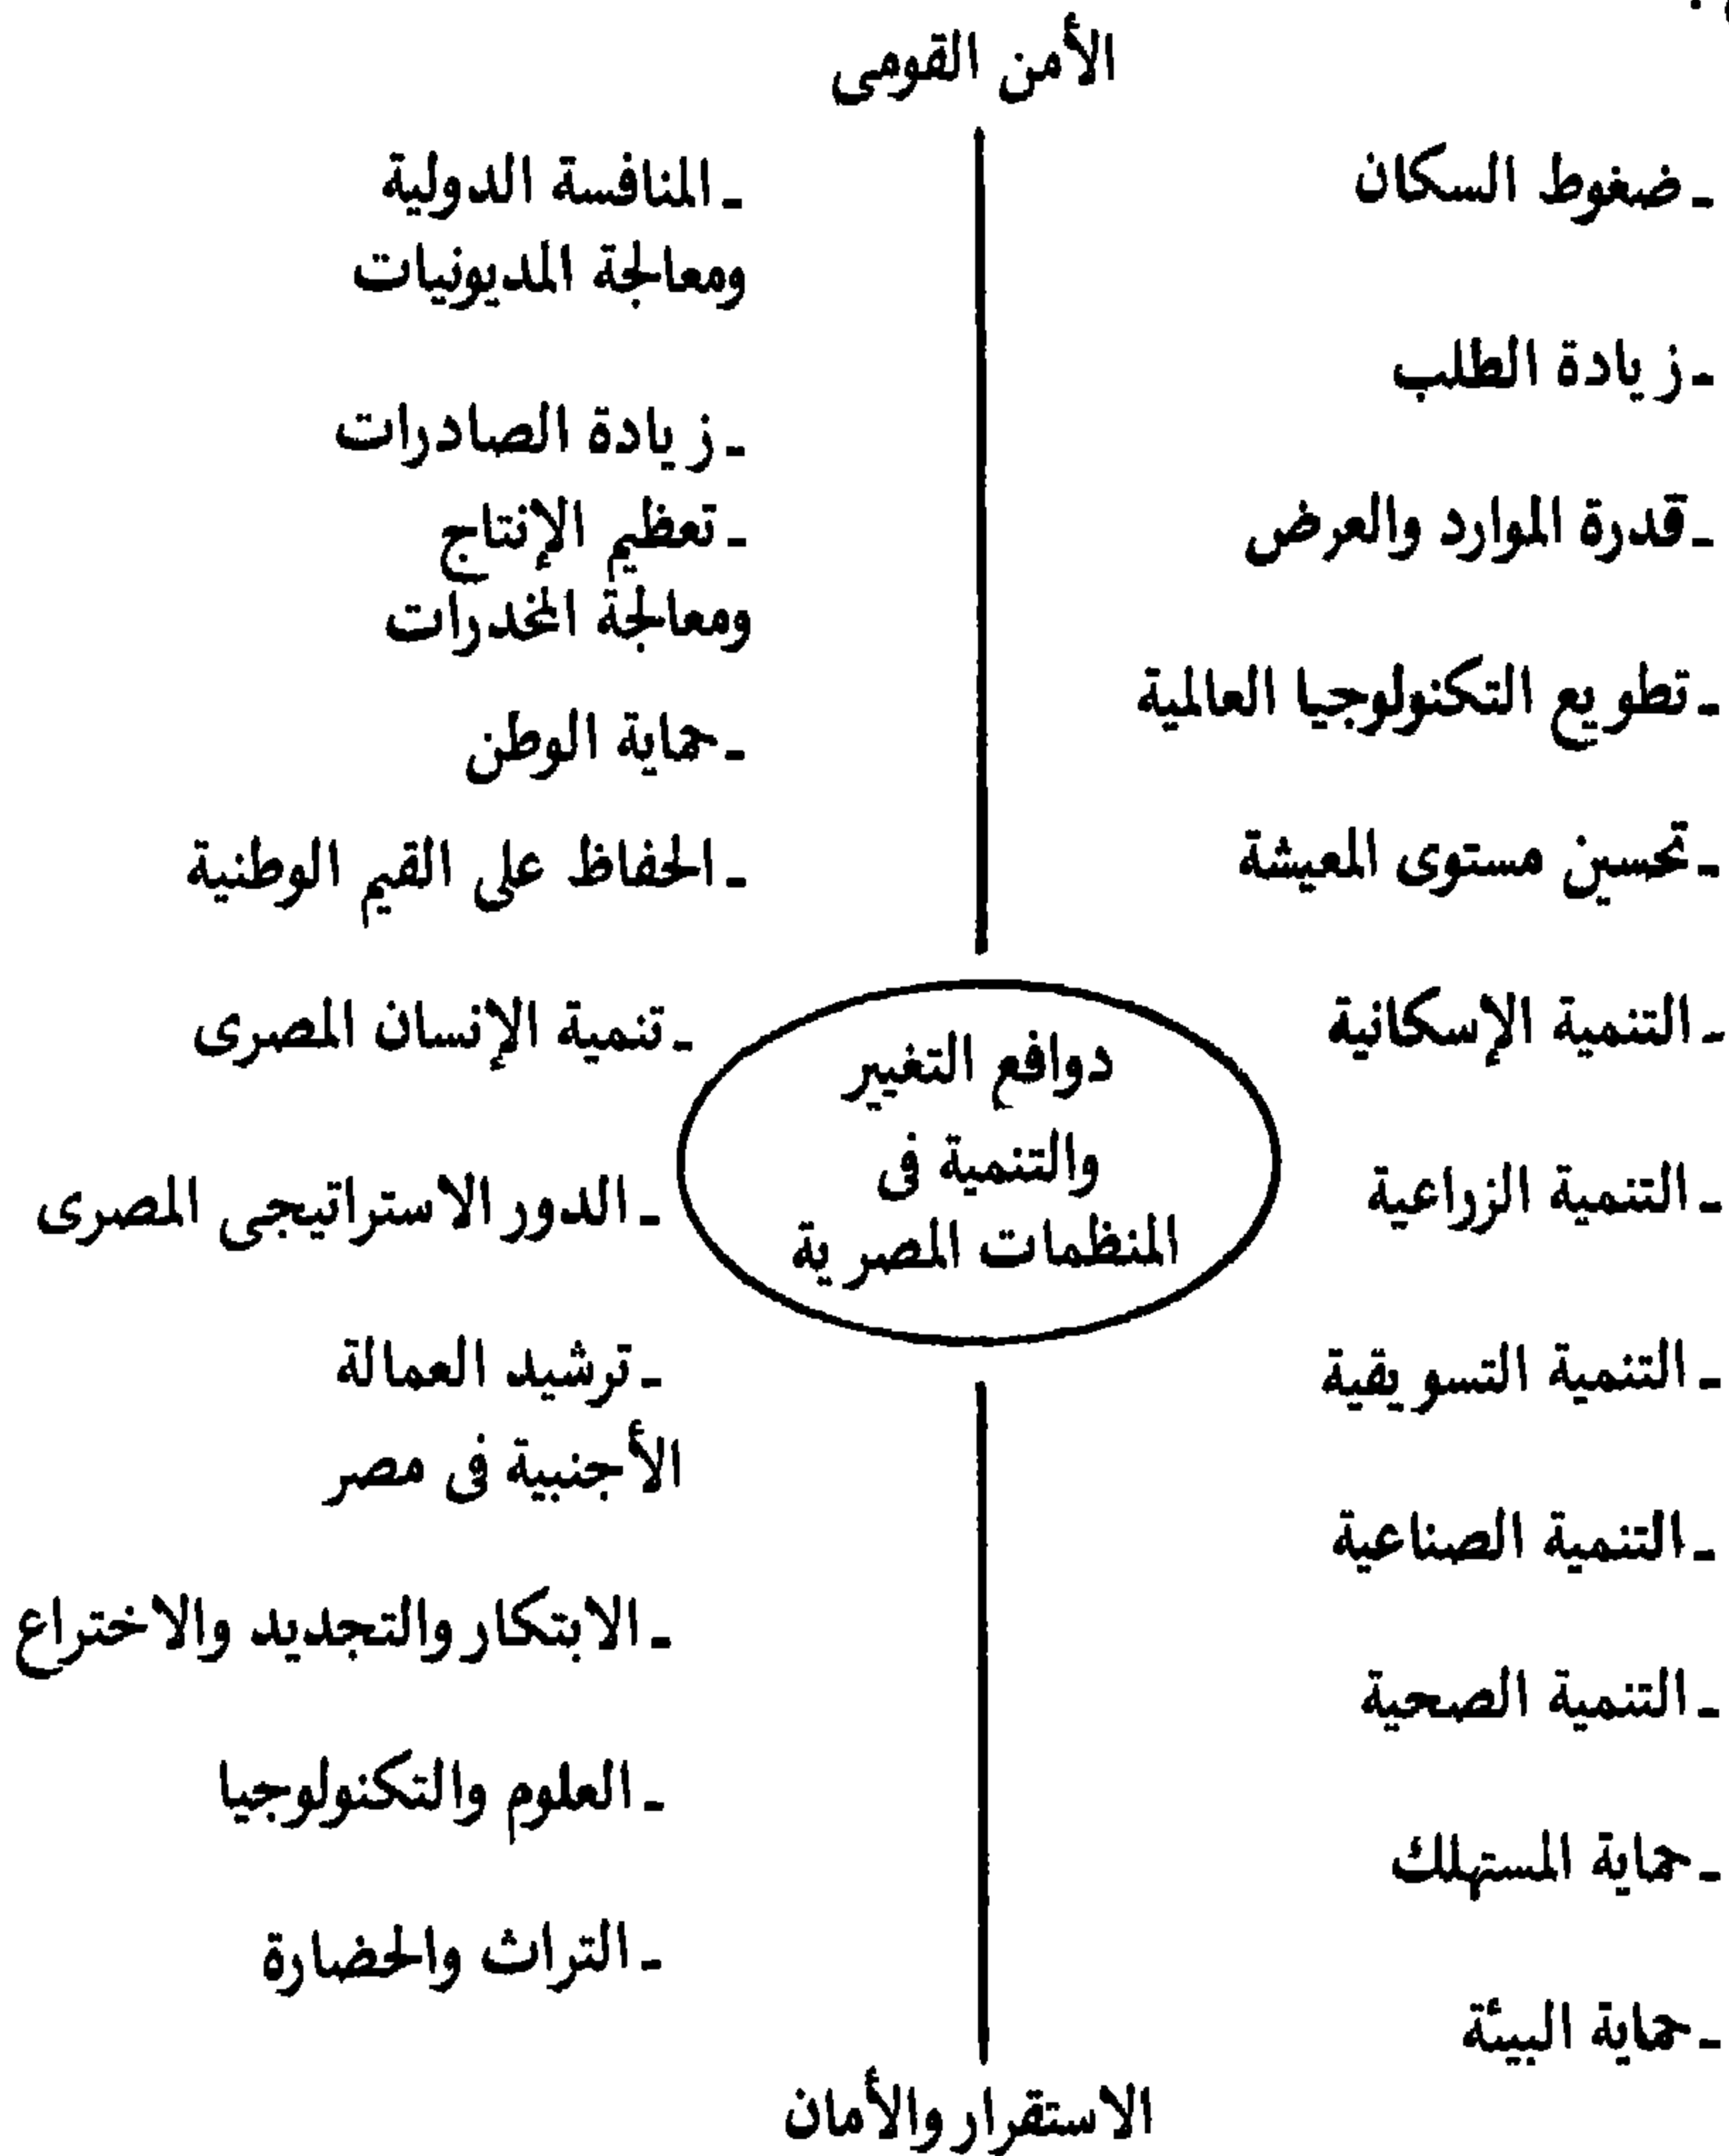 الأمن القومى
ـ ضغوط السكان
ـ زيادة الطلب
ـ قدرة الموارد والعرض
ـ تطويع التكنولوجيا العالمية
ـ تحسين مستوى المعيشة
ـ التنمية الإسكانية
ـ التنمية الزراعية
ـ التنمية التسويقية
ـ التنمية الصناعية
ـ التنمية الصحية
ـ حماية المستهلك
ـ حماية البيئة
دوافع التغيير
والتنمية فى
المنظمات المصرية
ـ المنافسة الدولية
ومعالجة المديونيات
ـ زيادة الصادرات
ـ تعظيم الإنتاج
ومعالجة المخدرات
ـ حماية الوطن
ـ الحفاظ على القيم الوطنية
ـ تنمية الإنسان المصرى
ـ الدور الاستراتيجى المصرى
ـ ترشيد العمالة
الأجنبية فى مصر
ـ الابتكار والتجديد والاختراع
ـ العلوم والتكنولوجيا
ـ التراث والحضارة
الاستقرار والأمان